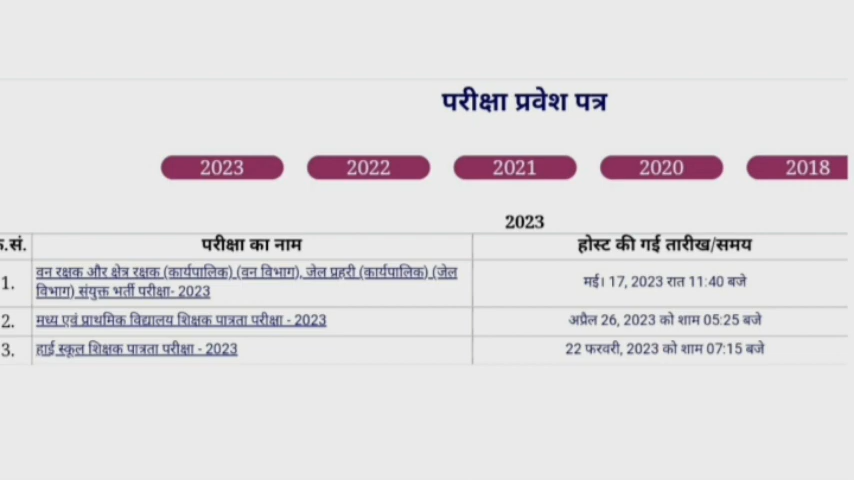 परीक्षा प्रवेश पत्र
2023 2022 2021 2020 2018
2023
परीक्षा का नाम होस्ट की गई तारीख/समय
1. वन रक्षक और क्षेत्र रक्षक (कार्यपालिक) (वन विभाग), जेल प्रहरी (कार्यपालिक) (जेल
विभाग) संयुक्त भर्ती परीक्षा- 2023 मई। 17, 2023 रात 11:40 बजे
2. मध्य एवं प्राथमिक विद्यालय शिक्षक पात्रता परीक्षा - 2023 अप्रैल 26, 2023 को शाम 05:25 बजे
3. हाई स्कूल शिक्षक पात्रता परीक्षा - 2023 22 फरवरी, 2023 को शाम 07:15 बजे